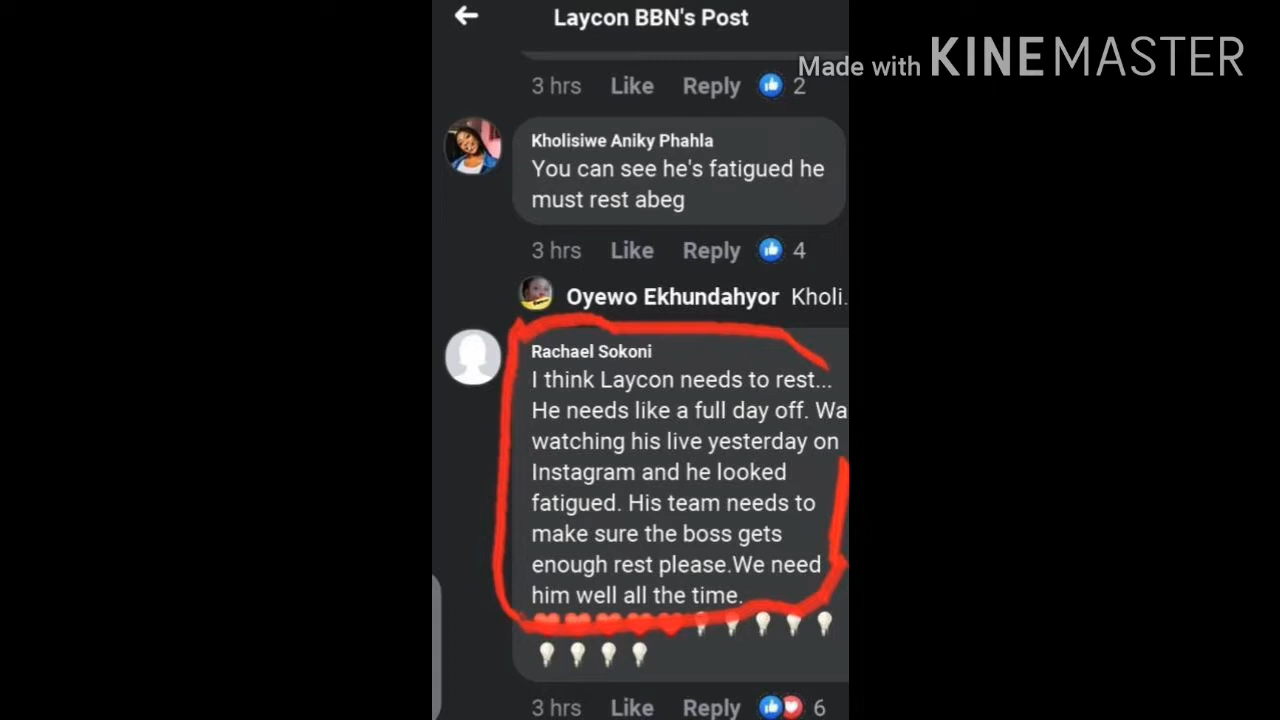 Laycon BBN's Post
Made with KINEMASTER
3 hrs Like Reply 2
Kholisiwe Aniky Phahla
You can see he's fatigued he
must rest abeg
3 hrs Like Reply 4
Oyewo Ekhundahyor Kholi.
Rachael Sokoni
I think Laycon needs to rest...
He needs like a full day off. Wa
watching his live yesterday on
Instagram and he looked
fatigued. His team needs to
make sure the boss gets
enough rest please.We need
him well all the time.
3 hrs Like Reply 6